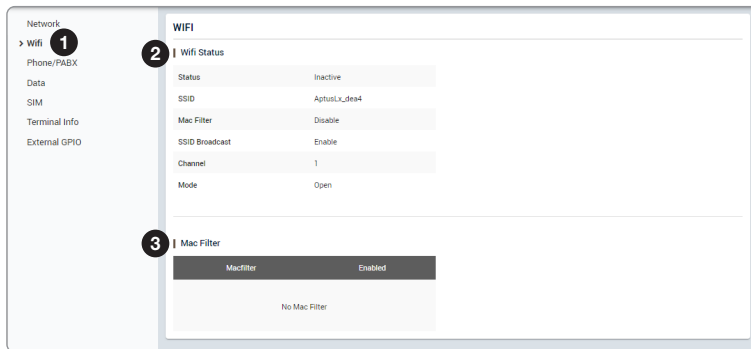 Network
> Wifi 1
Phone/PABX
Data
SIM
Terminal Info
External GPIO
WIFI
2 Wifi Status
Status Inactive
SSID AptusLx_dea4
Mac Filter Disable
SSID Broadcast Enable
Channel 1
Mode Open
3 Mac Filter
Macfilter Enabled
No Mac Filter